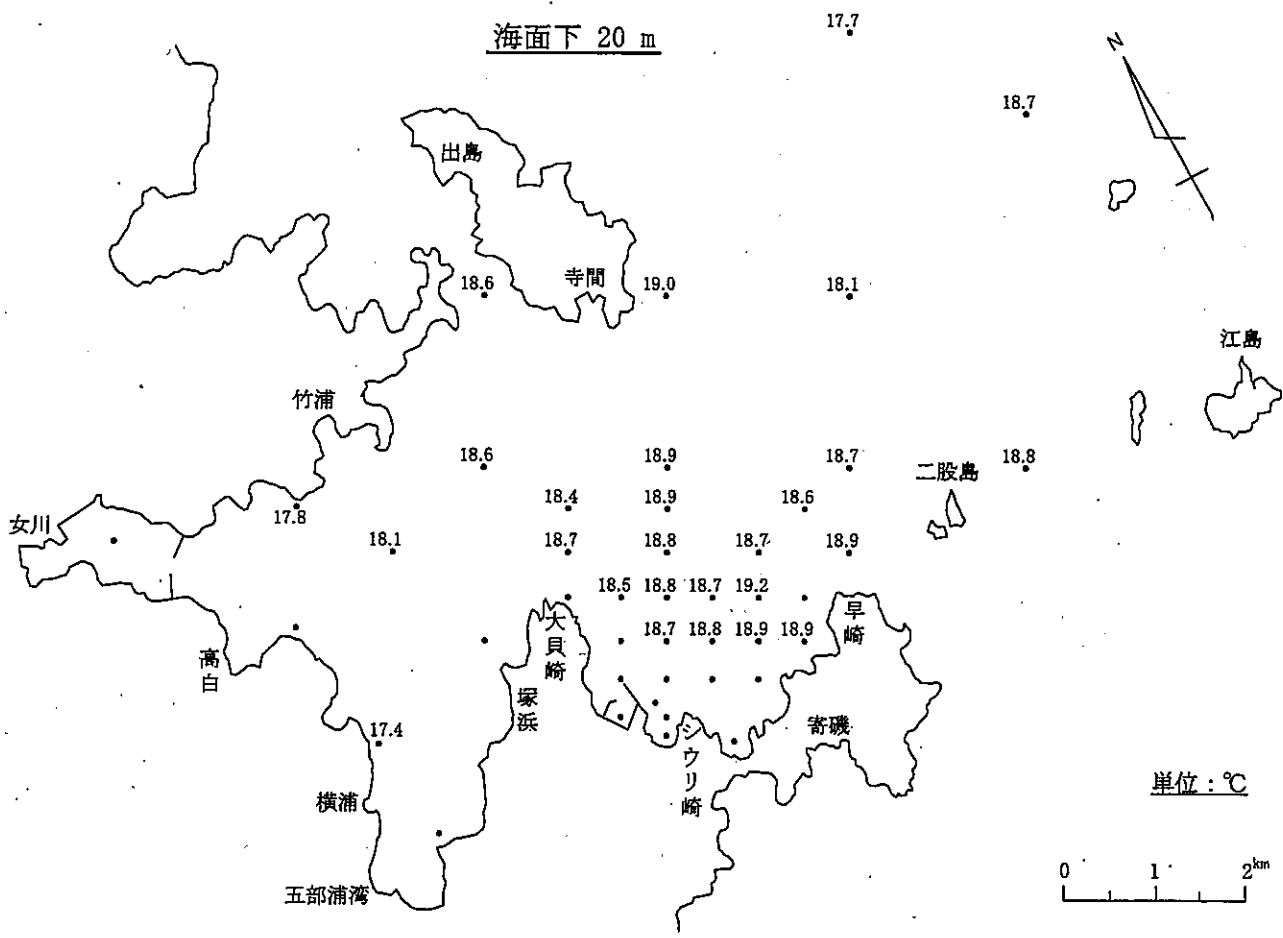 海面下 20 m
17.7
18.7
N
出島
寺間
18.6
19.0
18.1
江島
竹浦
18.6
18.9
18.7
18.8
二股島
女川
17.8
18.4
18.9
18.6
18.1
18.7
18.8
18.7
18.9
18.5 18.8 18.7 19.2
大貝崎
早崎
18.7 18.8 18.9 18.9
高白
塚浜
シウリ崎
寄磯
17.4
横浦
単位:℃
五部浦湾
0 1 2km